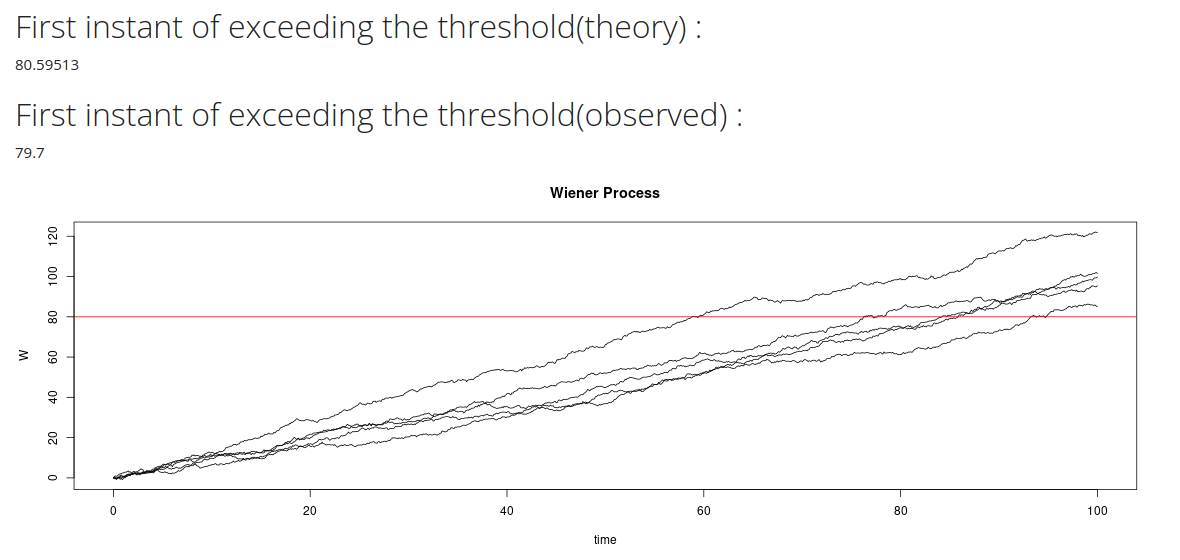 First instant of exceeding the threshold(theory) :
80.59513
First instant of exceeding the threshold(observed) :
79.7
Wiener Process
120
100
80
60
40
20
0
W
0 20 40 60 80 100
time